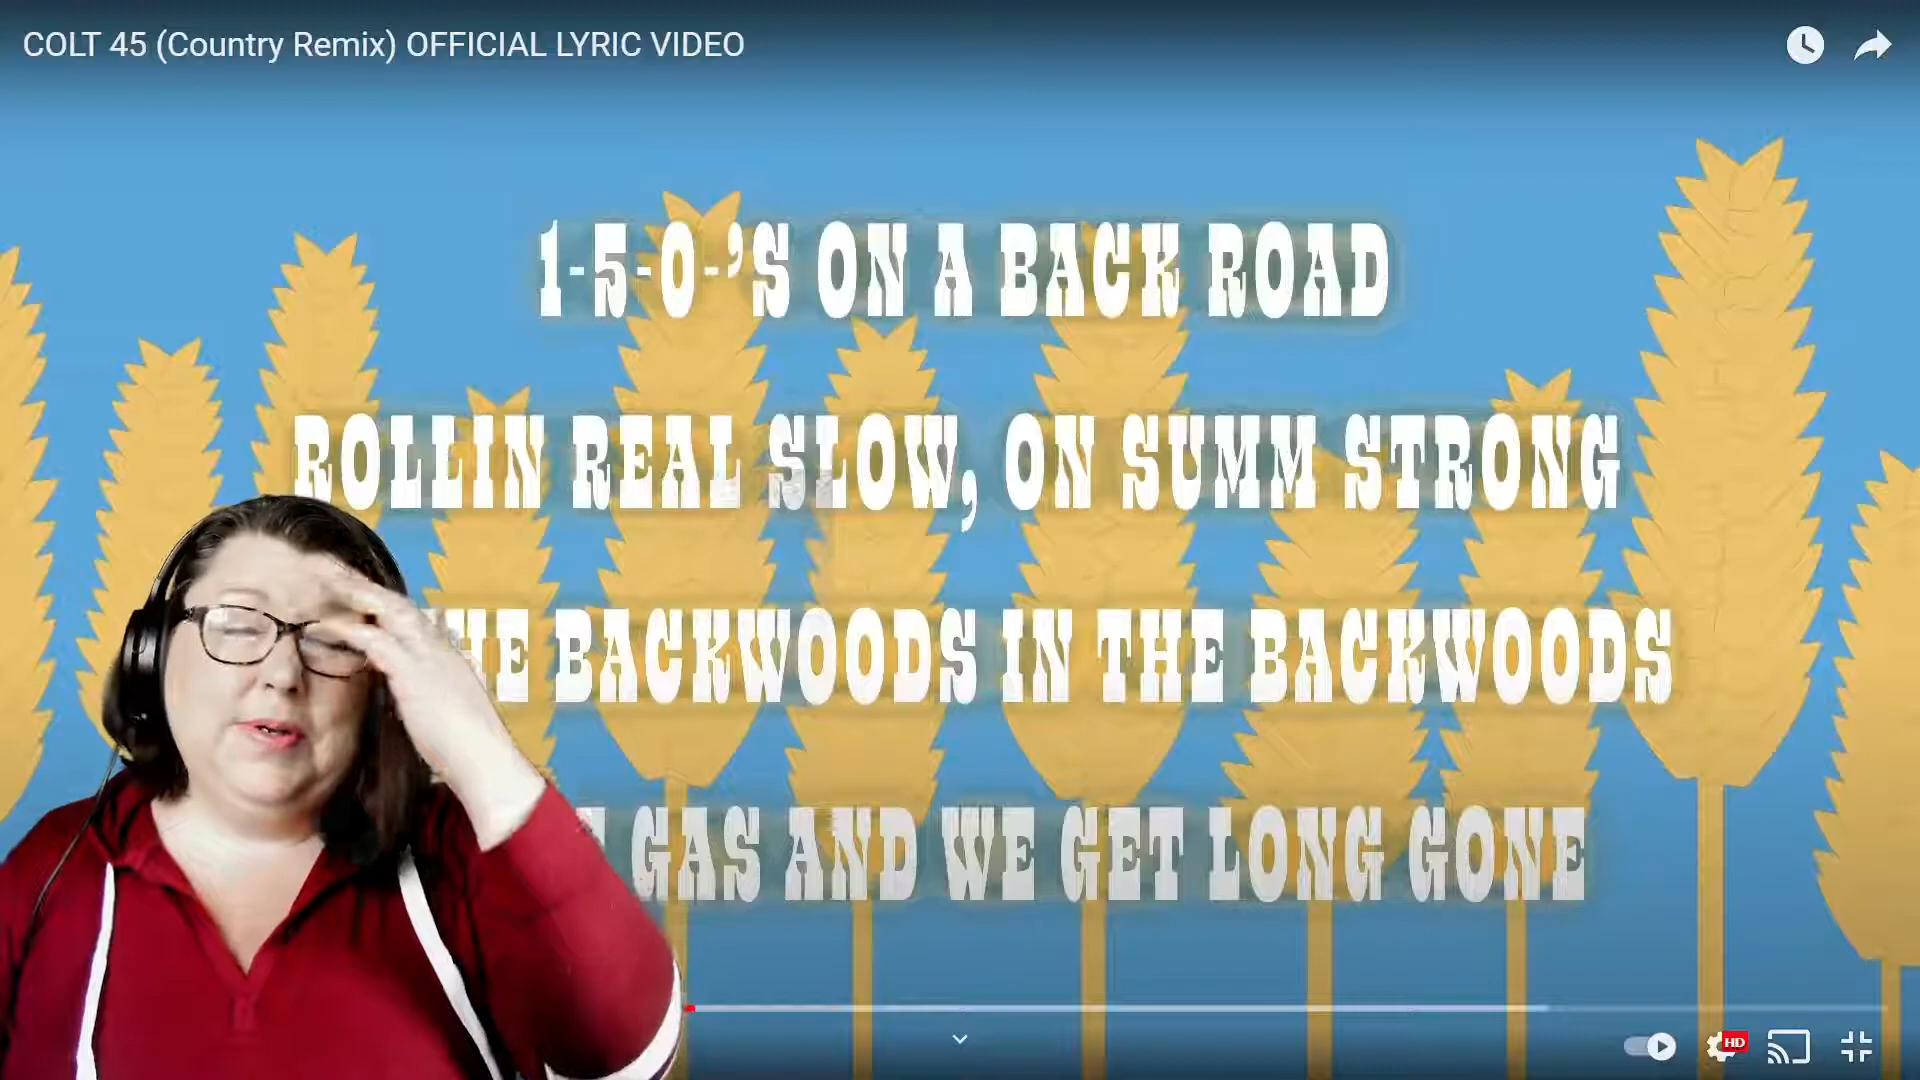 COLT 45 (Country Remix) OFFICIAL LYRIC VIDEO
1-5-0-'S ON A BACK ROAD
ROLLIN REAL SLOW, ON SUMM STRONG
BACKWOODS IN THE BACKWOODS
GAS AND WE GET LONG GONE
HD